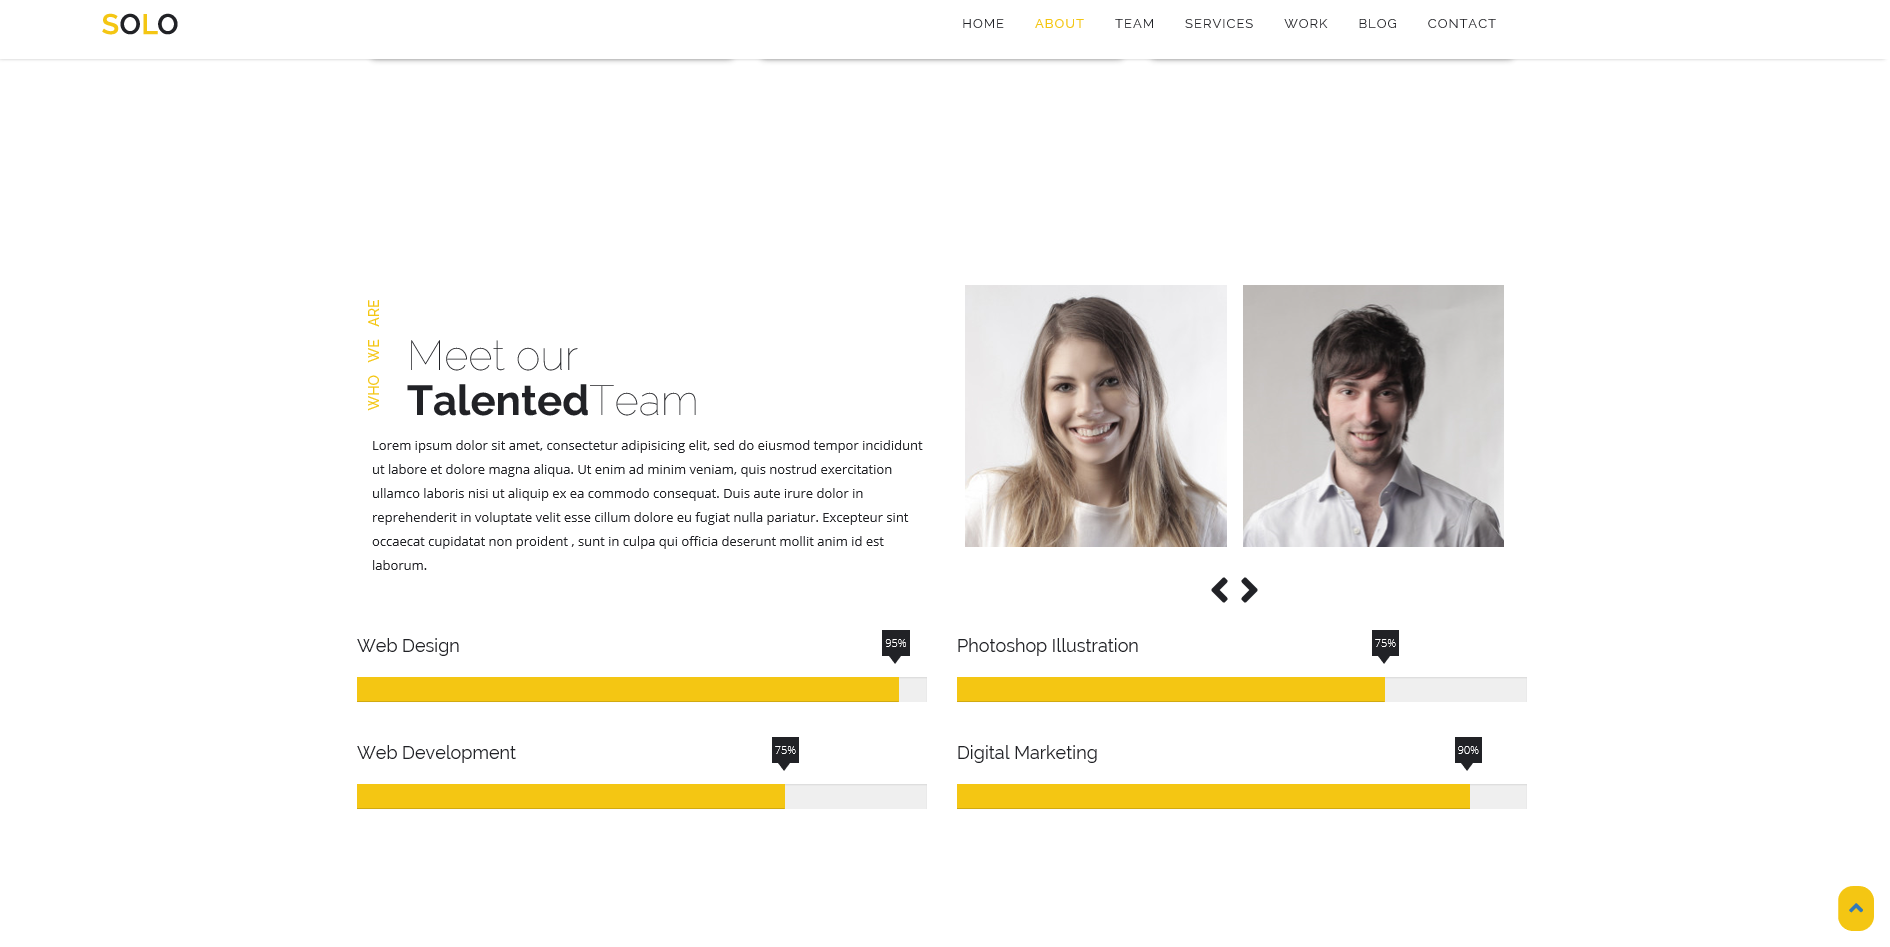 SOLO
HOME
ABOUT
TEAM
SERVICES
WORK
BLOG
CONTACT
WHO WE ARE
Meet our
TalentedTeam
Lorem ipsum dolor sit amet, consectetur adipisicing elit, sed do eiusmod tempor incididunt
ut labore et dolore magna aliqua. Ut enim ad minim veniam, quis nostrud exercitation
ullamco laboris nisi ut aliquip ex ea commodo consequat. Duis aute irure dolor in
reprehenderit in voluptate velit esse cillum dolore eu fugiat nulla pariatur. Excepteur sint
occaecat cupidatat non proident , sunt in culpa qui officia deserunt mollit anim id est
laborum.
Web Design
95%
Photoshop Illustration
75%
Web Development
75%
Digital Marketing
90%